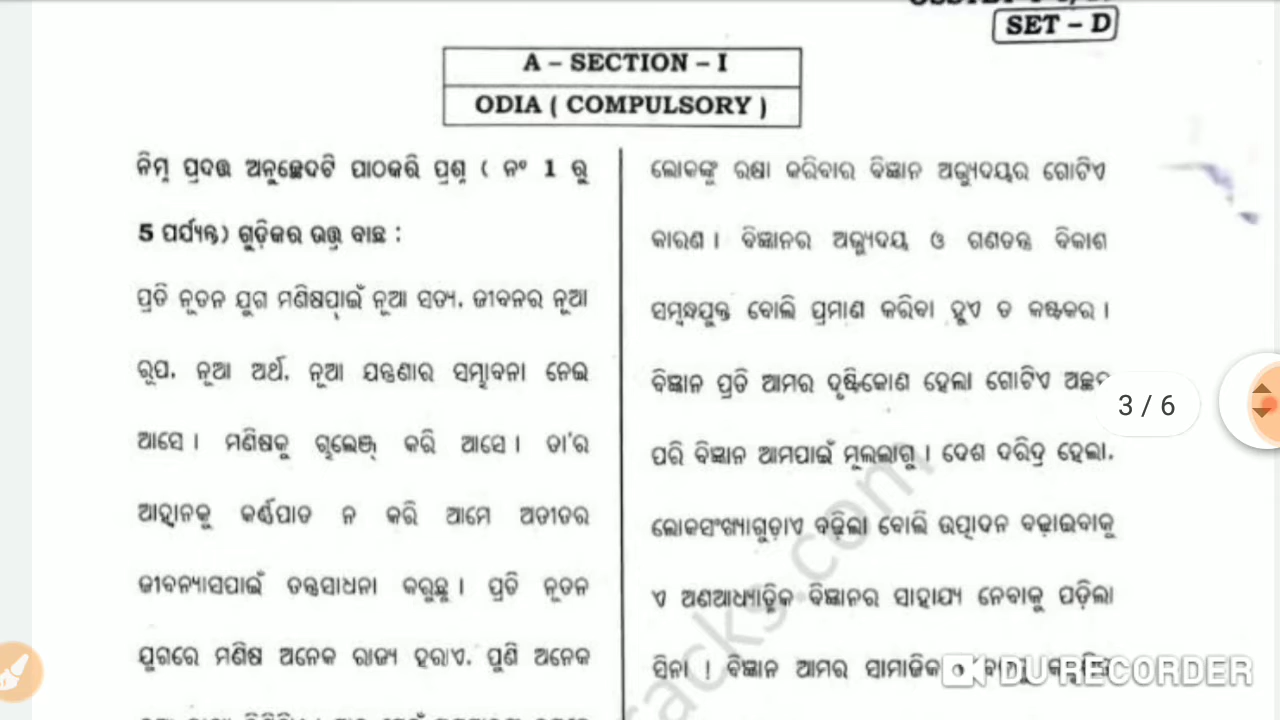 SET – D
A – SECTION – I
ODIA ( COMPULSORY )
ନିମ୍ନ ପ୍ରଦତ୍ତ ଅନୁଚ୍ଛେଦଟି ପାଠକରି ପ୍ରଶ୍ନ ( ନଂ 1 ରୁ
5 ପର୍ଯ୍ୟନ୍ତ) ଗୁଡ଼ିକର ଉତ୍ତର ବାଛ :
ପ୍ରତି ନୂତନ ଯୁଗ ମଣିଷପାଇଁ ନୂଆ ସତ୍ୟ, ଜୀବନର ନୂଆ
ରୂପ, ନୂଆ ଅର୍ଥ, ନୂଆ ଯନ୍ତ୍ରଣାର ସମ୍ଭାବନା ନେଇ
ଆସେ। ମଣିଷକୁ ଚ୍ୟାଲେଞ୍ଜ୍ କରି ଆସେ। ତା'ର
ଆହ୍ୱାନକୁ କର୍ଣ୍ଣପାତ ନ କରି ଆମେ ଅତୀତର
ଜୀବନ୍ୟାସପାଇଁ ତନ୍ତ୍ରସାଧନା କରୁଛୁ। ପ୍ରତି ନୂତନ
ଯୁଗରେ ମଣିଷ ଅନେକ ରାଜ୍ୟ ହରାଏ, ପୁଣି ଅନେକ
ଲୋକଙ୍କୁ ରକ୍ଷା କରିବାର ବିଜ୍ଞାନ ଅଭ୍ୟୁଦୟର ଗୋଟିଏ
କାରଣ। ବିଜ୍ଞାନର ଅଭ୍ୟୁଦୟ ଓ ଗଣତନ୍ତ୍ର ବିକାଶ
ସମ୍ବନ୍ଧଯୁକ୍ତ ବୋଲି ପ୍ରମାଣ କରିବା ହୁଏ ତ କଷ୍ଟକର।
ବିଜ୍ଞାନ ପ୍ରତି ଆମର ଦୃଷ୍ଟିକୋଣ ହେଲା ଗୋଟିଏ
ପରି ବିଜ୍ଞାନ ଆମପାଇଁ ମୂଲଲାଗୁ। ଦେଶ ଦରିଦ୍ର ହେଲା,
ଲୋକସଂଖ୍ୟାଗୁଡ଼ାଏ ବଢ଼ିଲା ବୋଲି ଉତ୍ପାଦନ ବଢ଼ାଇବାକୁ
ଏ ଅଣଆଧ୍ୟାତ୍ମିକ ବିଜ୍ଞାନର ସାହାଯ୍ୟ ନେବାକୁ ପଡ଼ିଲା
ସିନା ! ବିଜ୍ଞାନ ଆମର ସାମାଜିକ
3 / 6
DU RECORDER